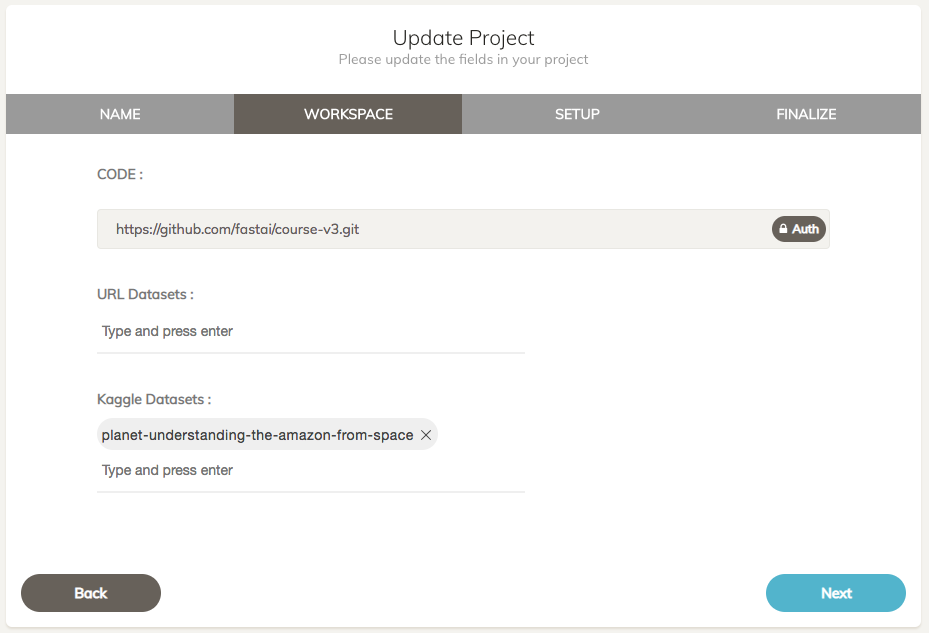 Update Project
Please update the fields in your project
NAME WORKSPACE SETUP FINALIZE
CODE :
https://github.com/fastai/course-v3.git Auth
URL Datasets :
Type and press enter
Kaggle Datasets :
planet-understanding-the-amazon-from-space
Type and press enter
Back Next